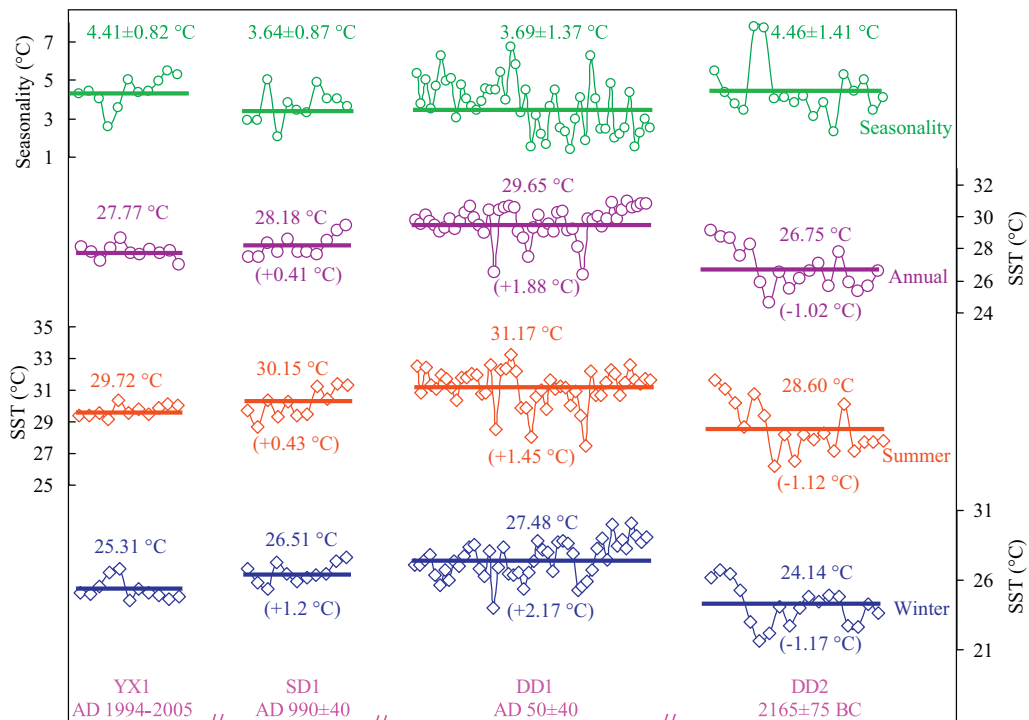 4.41±0.82 °C 3.64±0.87 °C 3.69±1.37 °C 4.46±1.41 °C
Seasonality (°C)
7
5
3
1
Seasonality
27.77 °C 28.18 °C 29.65 °C 26.75 °C
(+0.41 °C) (+1.88 °C) (-1.02 °C)
Annual
32
30
28
26
24
SST (°C)
35
33
31
29
27
25
SST (°C)
29.72 °C 30.15 °C 31.17 °C 28.60 °C
(+0.43 °C) (+1.45 °C) (-1.12 °C)
Summer
25.31 °C 26.51 °C 27.48 °C 24.14 °C
(+1.2 °C) (+2.17 °C) (-1.17 °C)
Winter
31
26
21
SST (°C)
YX1 SD1 DD1 DD2
AD 1994-2005 // AD 990±40 // AD 50±40 // 2165±75 BC